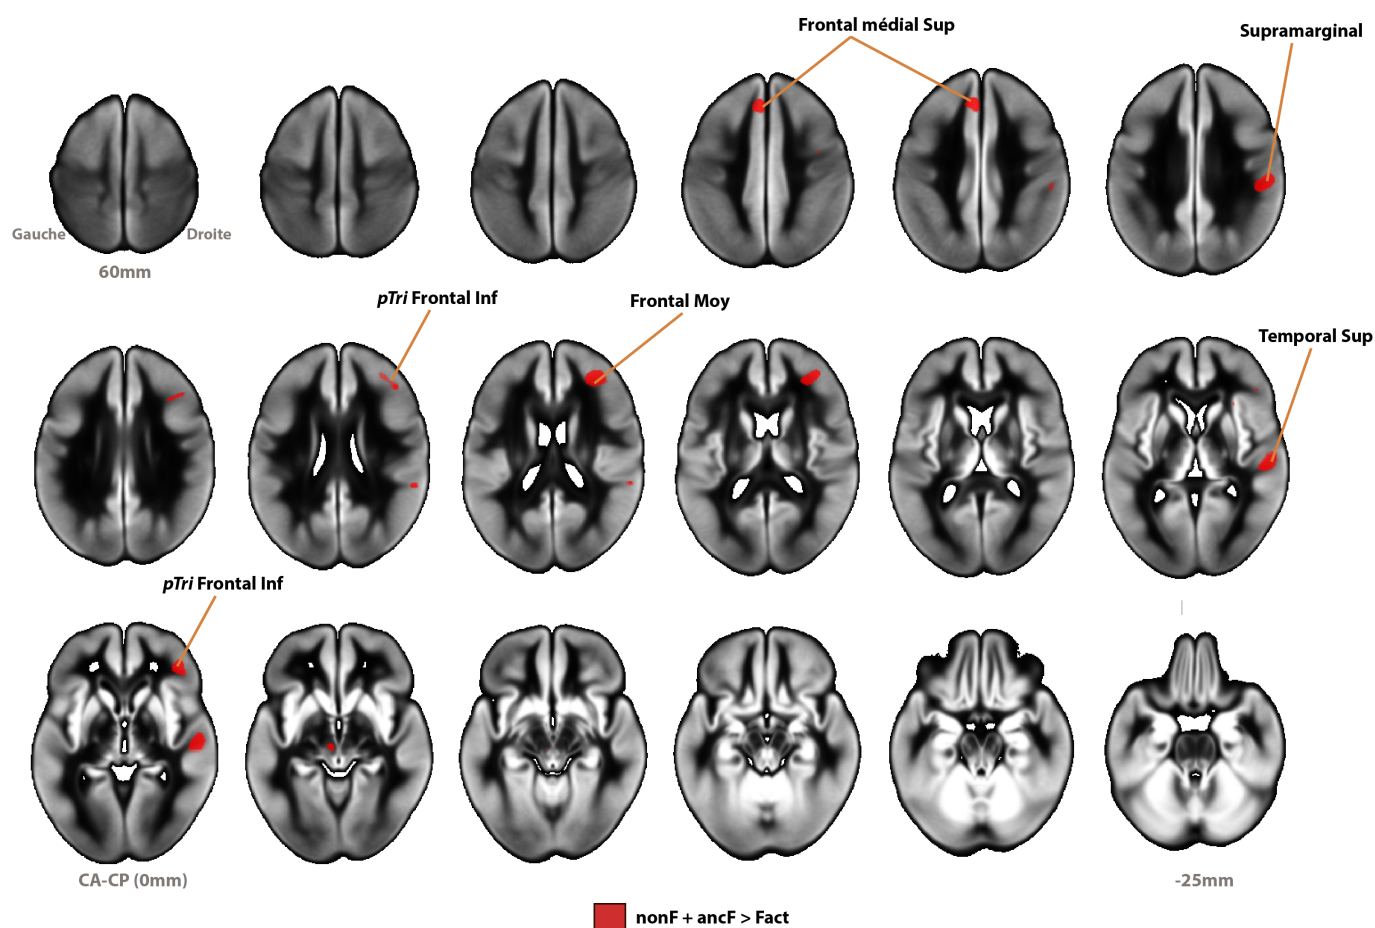 Frontal médial Sup
Supramarginal
Gauche
Droite
60mm
pTri Frontal Inf
Frontal Moy
Temporal Sup
pTri Frontal Inf
CA-CP (0mm)
-25mm
nonF + ancF > Fact